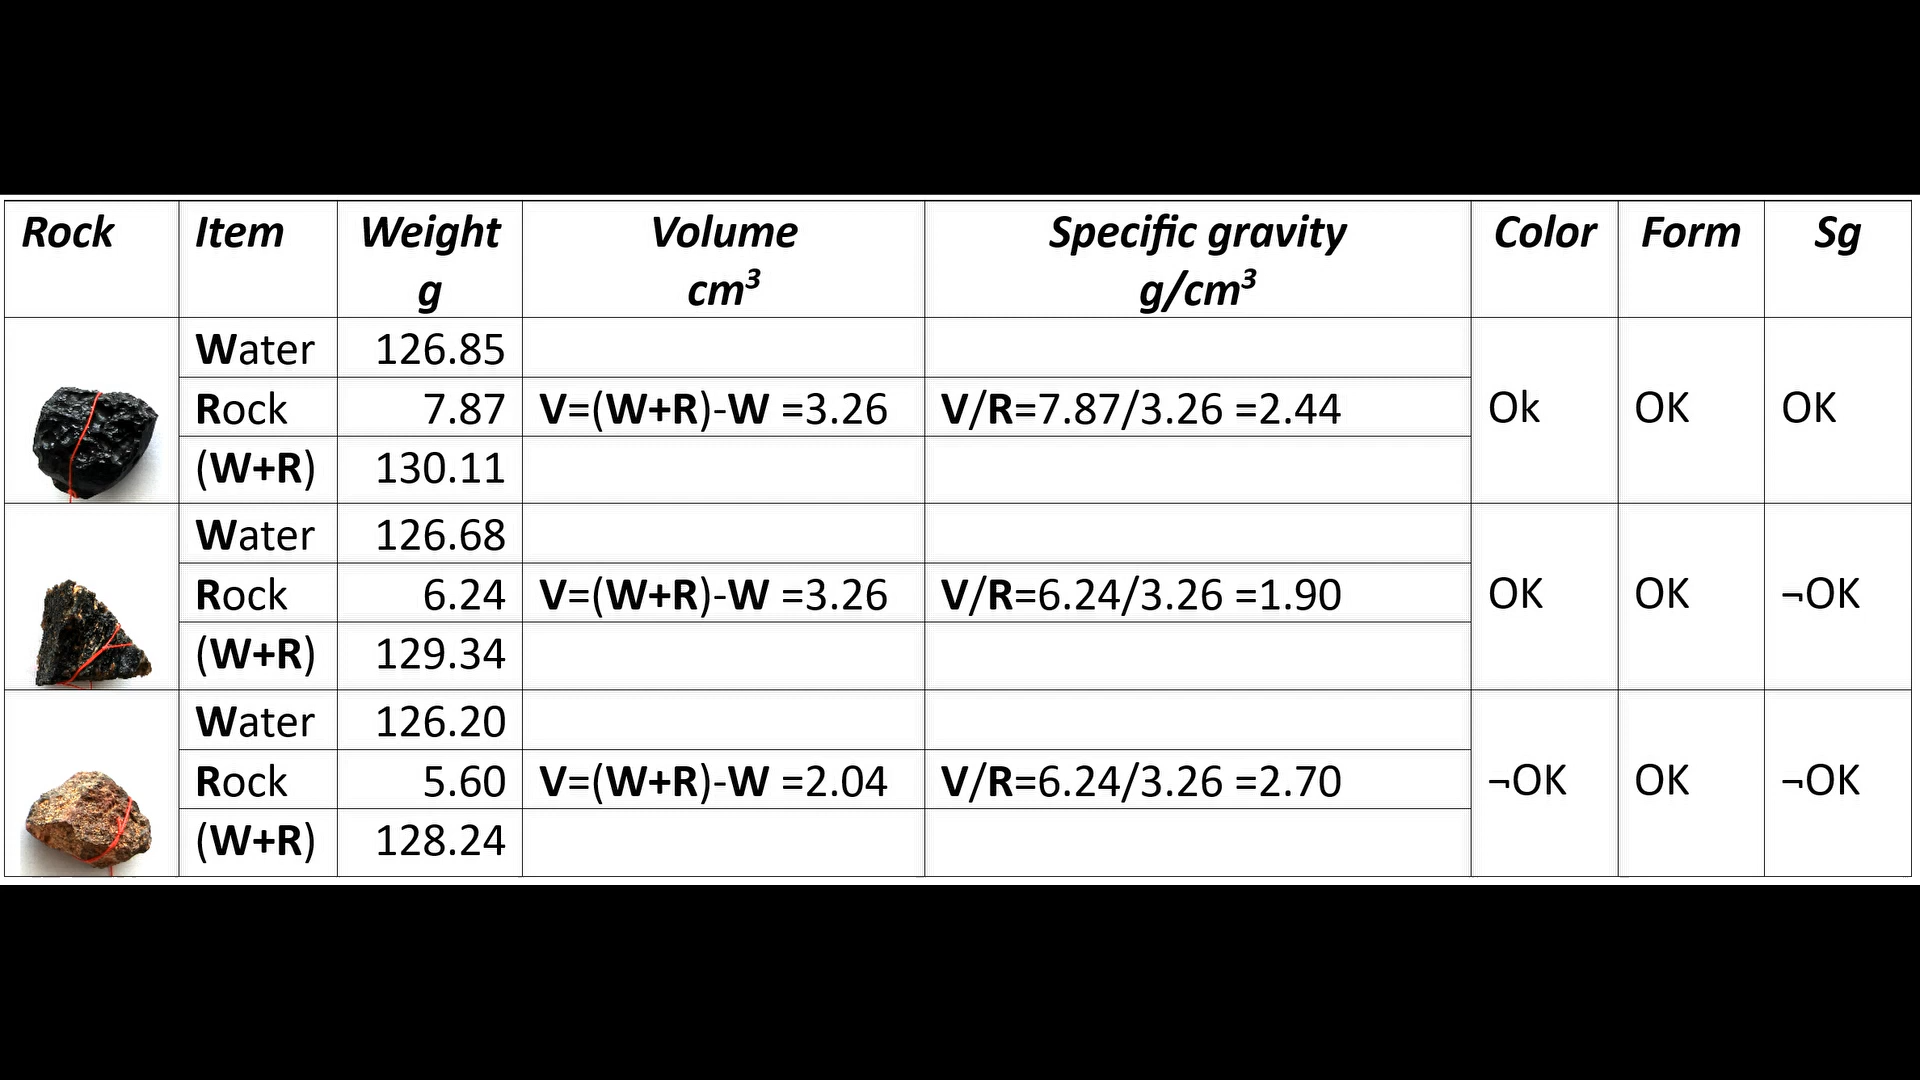 Rock Item Weight g Volume cm³ Specific gravity g/cm³ Color Form Sg
Water 126.85
Rock 7.87 V=(W+R)-W =3.26 V/R=7.87/3.26 =2.44 Ok OK OK
(W+R) 130.11
Water 126.68
Rock 6.24 V=(W+R)-W =3.26 V/R=6.24/3.26 =1.90 OK OK ¬OK
(W+R) 129.34
Water 126.20
Rock 5.60 V=(W+R)-W =2.04 V/R=6.24/3.26 =2.70 ¬OK OK ¬OK
(W+R) 128.24